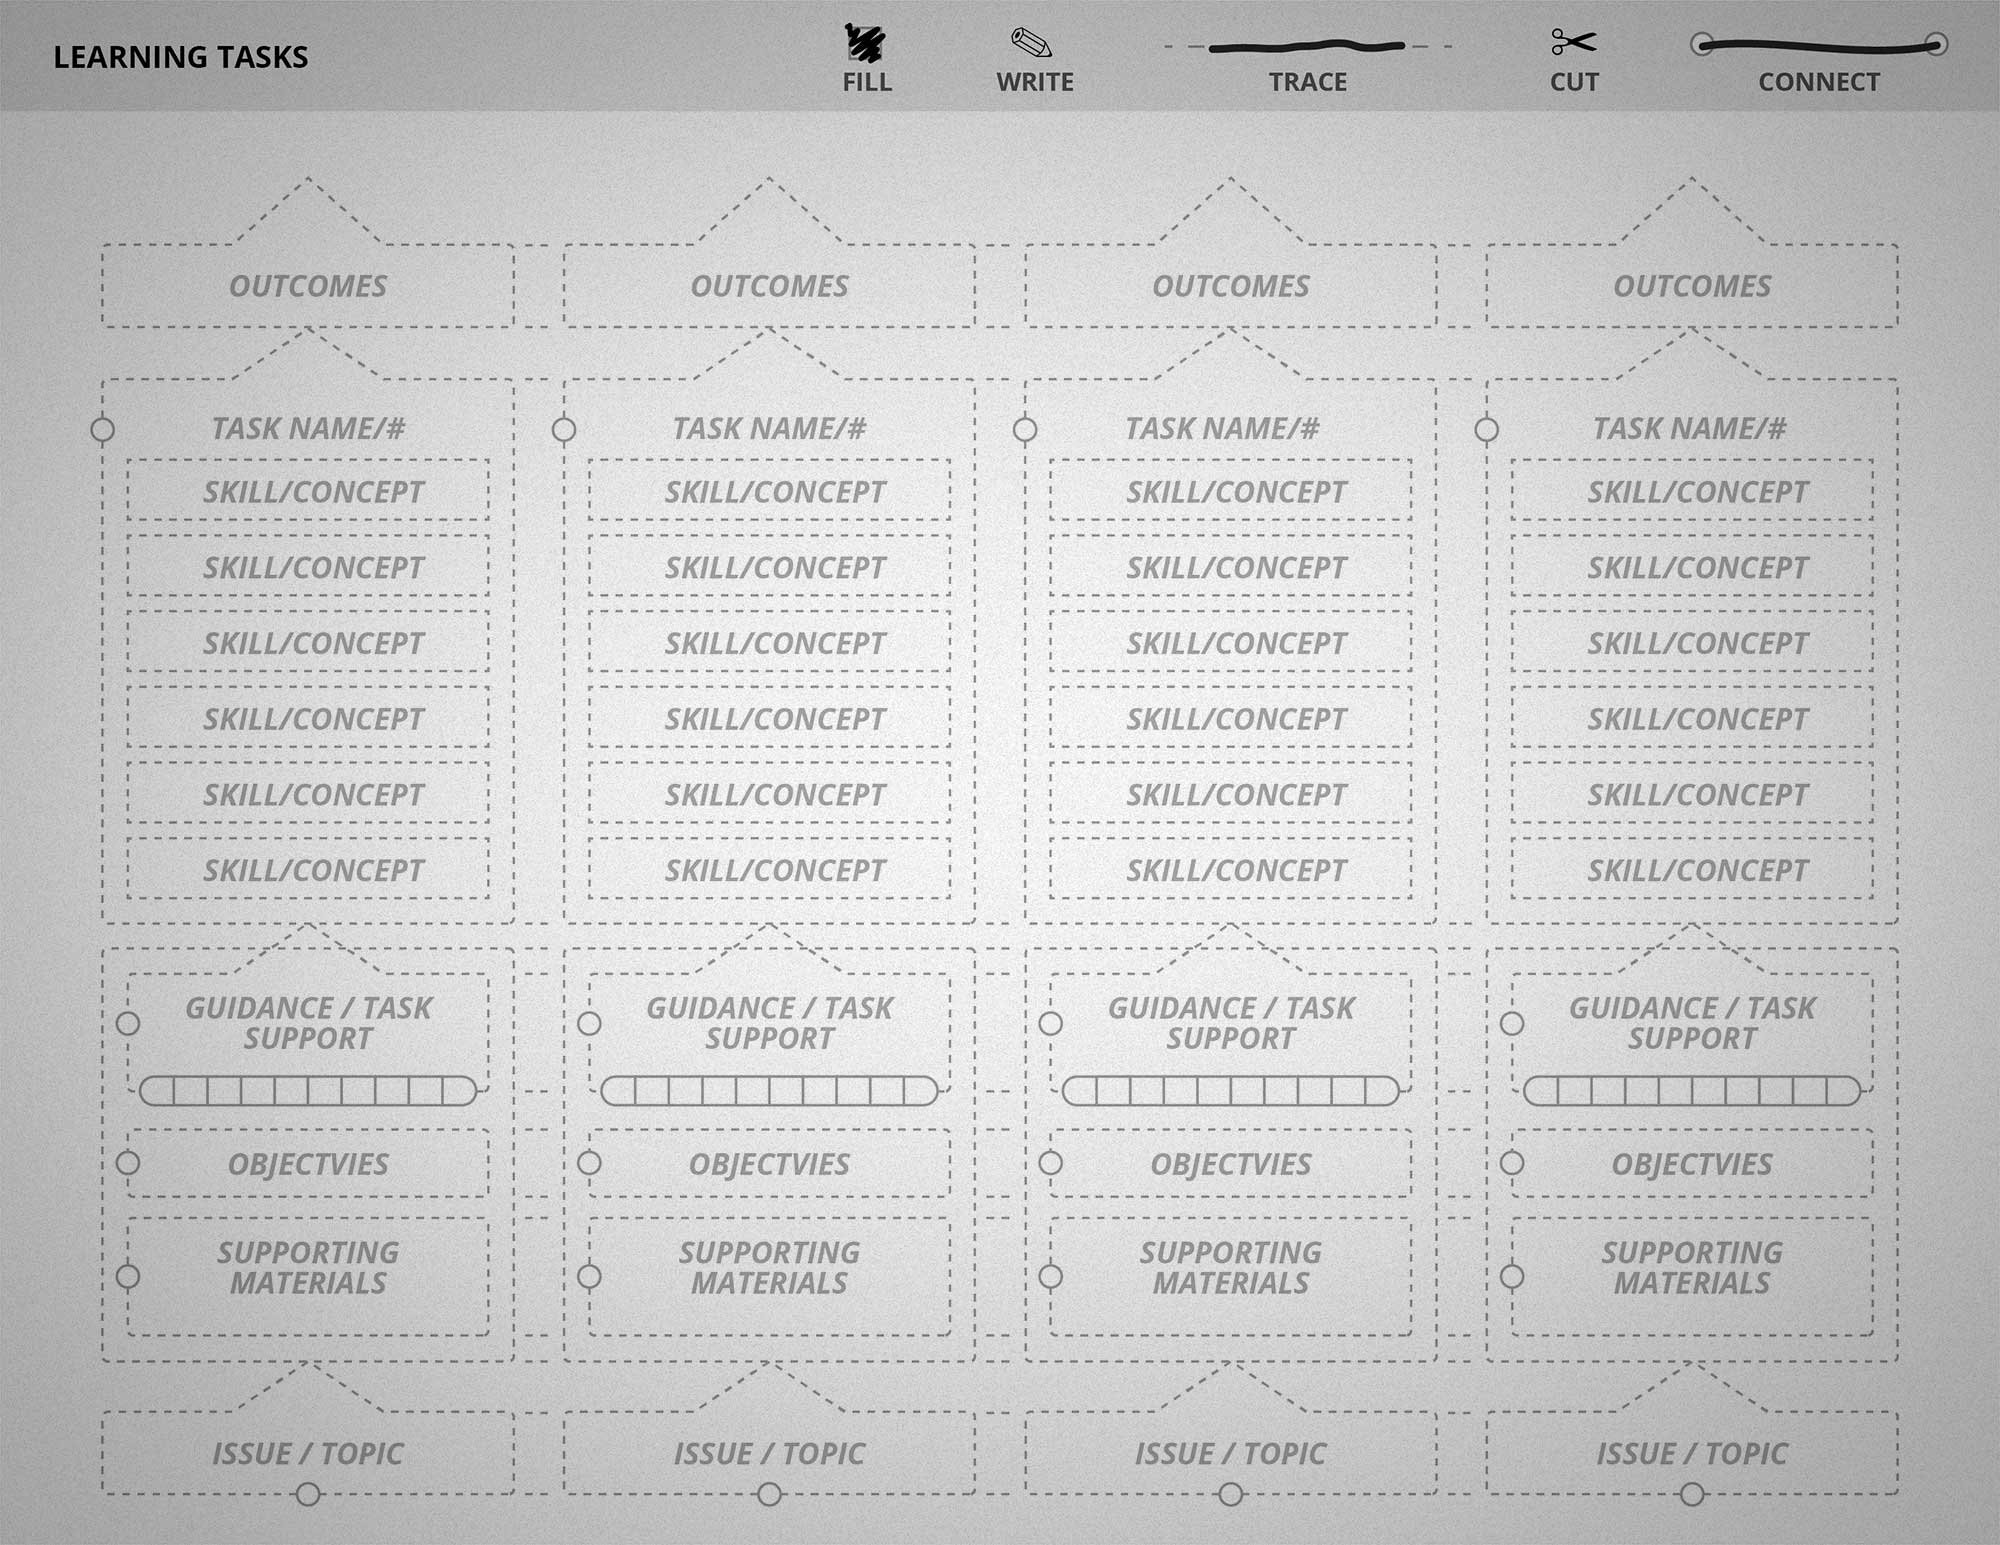 LEARNING TASKS
FILL WRITE TRACE CUT CONNECT
OUTCOMES OUTCOMES OUTCOMES OUTCOMES
TASK NAME/# TASK NAME/# TASK NAME/# TASK NAME/#
SKILL/CONCEPT SKILL/CONCEPT SKILL/CONCEPT SKILL/CONCEPT
SKILL/CONCEPT SKILL/CONCEPT SKILL/CONCEPT SKILL/CONCEPT
SKILL/CONCEPT SKILL/CONCEPT SKILL/CONCEPT SKILL/CONCEPT
SKILL/CONCEPT SKILL/CONCEPT SKILL/CONCEPT SKILL/CONCEPT
SKILL/CONCEPT SKILL/CONCEPT SKILL/CONCEPT SKILL/CONCEPT
SKILL/CONCEPT SKILL/CONCEPT SKILL/CONCEPT SKILL/CONCEPT
GUIDANCE / TASK GUIDANCE / TASK GUIDANCE / TASK GUIDANCE / TASK
SUPPORT SUPPORT SUPPORT SUPPORT
OBJECTVIES OBJECTVIES OBJECTVIES OBJECTVIES
SUPPORTING SUPPORTING SUPPORTING SUPPORTING
MATERIALS MATERIALS MATERIALS MATERIALS
ISSUE / TOPIC ISSUE / TOPIC ISSUE / TOPIC ISSUE / TOPIC